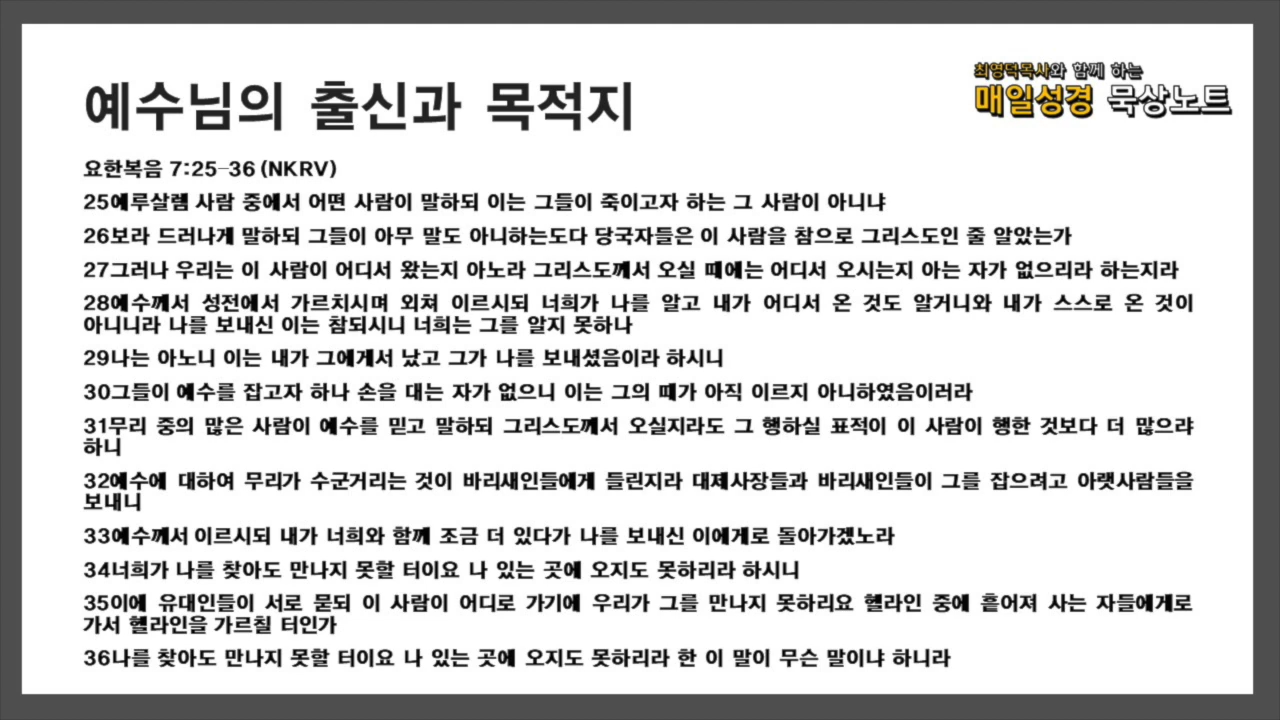 최영덕목사와 함께 하는
매일성경 묵상노트
예수님의 출신과 목적지
요한복음 7:25-36 (NKRV)
25예루살렘 사람 중에서 어떤 사람이 말하되 이는 그들이 죽이고자 하는 그 사람이 아니냐
26보라 드러나게 말하되 그들이 아무 말도 아니하는도다 당국자들은 이 사람을 참으로 그리스도인 줄 알았는가
27그러나 우리는 이 사람이 어디서 왔는지 아노라 그리스도께서 오실 때에는 어디서 오시는지 아는 자가 없으리라 하는지라
28예수께서 성전에서 가르치시며 외쳐 이르시되 너희가 나를 알고 내가 어디서 온 것도 알거니와 내가 스스로 온 것이
아니니라 나를 보내신 이는 참되시니 너희는 그를 알지 못하나
29나는 아노니 이는 내가 그에게서 났고 그가 나를 보내셨음이라 하시니
30그들이 예수를 잡고자 하나 손을 대는 자가 없으니 이는 그의 때가 아직 이르지 아니하였음이러라
31무리 중의 많은 사람이 예수를 믿고 말하되 그리스도께서 오실지라도 그 행하실 표적이 이 사람이 행한 것보다 더 많으랴
하니
32예수에 대하여 무리가 수군거리는 것이 바리새인들에게 들린지라 대제사장들과 바리새인들이 그를 잡으려고 아랫사람들을
보내니
33예수께서 이르시되 내가 너희와 함께 조금 더 있다가 나를 보내신 이에게로 돌아가겠노라
34너희가 나를 찾아도 만나지 못할 터이요 나 있는 곳에 오지도 못하리라 하시니
35이에 유대인들이 서로 묻되 이 사람이 어디로 가기에 우리가 그를 만나지 못하리요 헬라인 중에 흩어져 사는 자들에게로
가서 헬라인을 가르칠 터인가
36나를 찾아도 만나지 못할 터이요 나 있는 곳에 오지도 못하리라 한 이 말이 무슨 말이냐 하니라